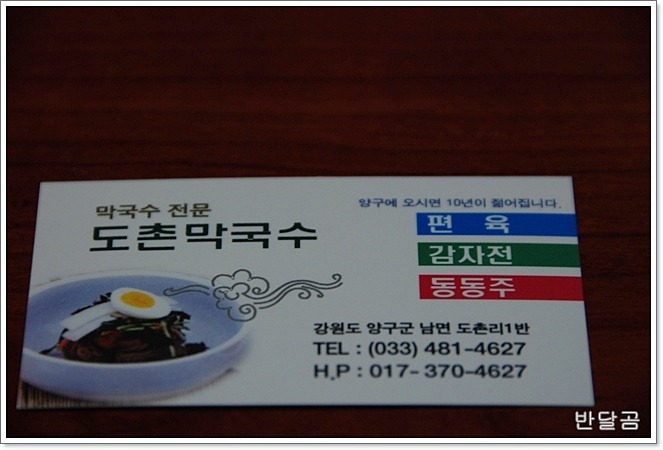 양구에 오시면 10년이 젊어집니다.
막국수 전문
도촌막국수
편 육
감자전
동동주
강원도 양구군 남면 도촌리1반
TEL : (033) 481-4627
H,P : 017- 370-4627
반달곰